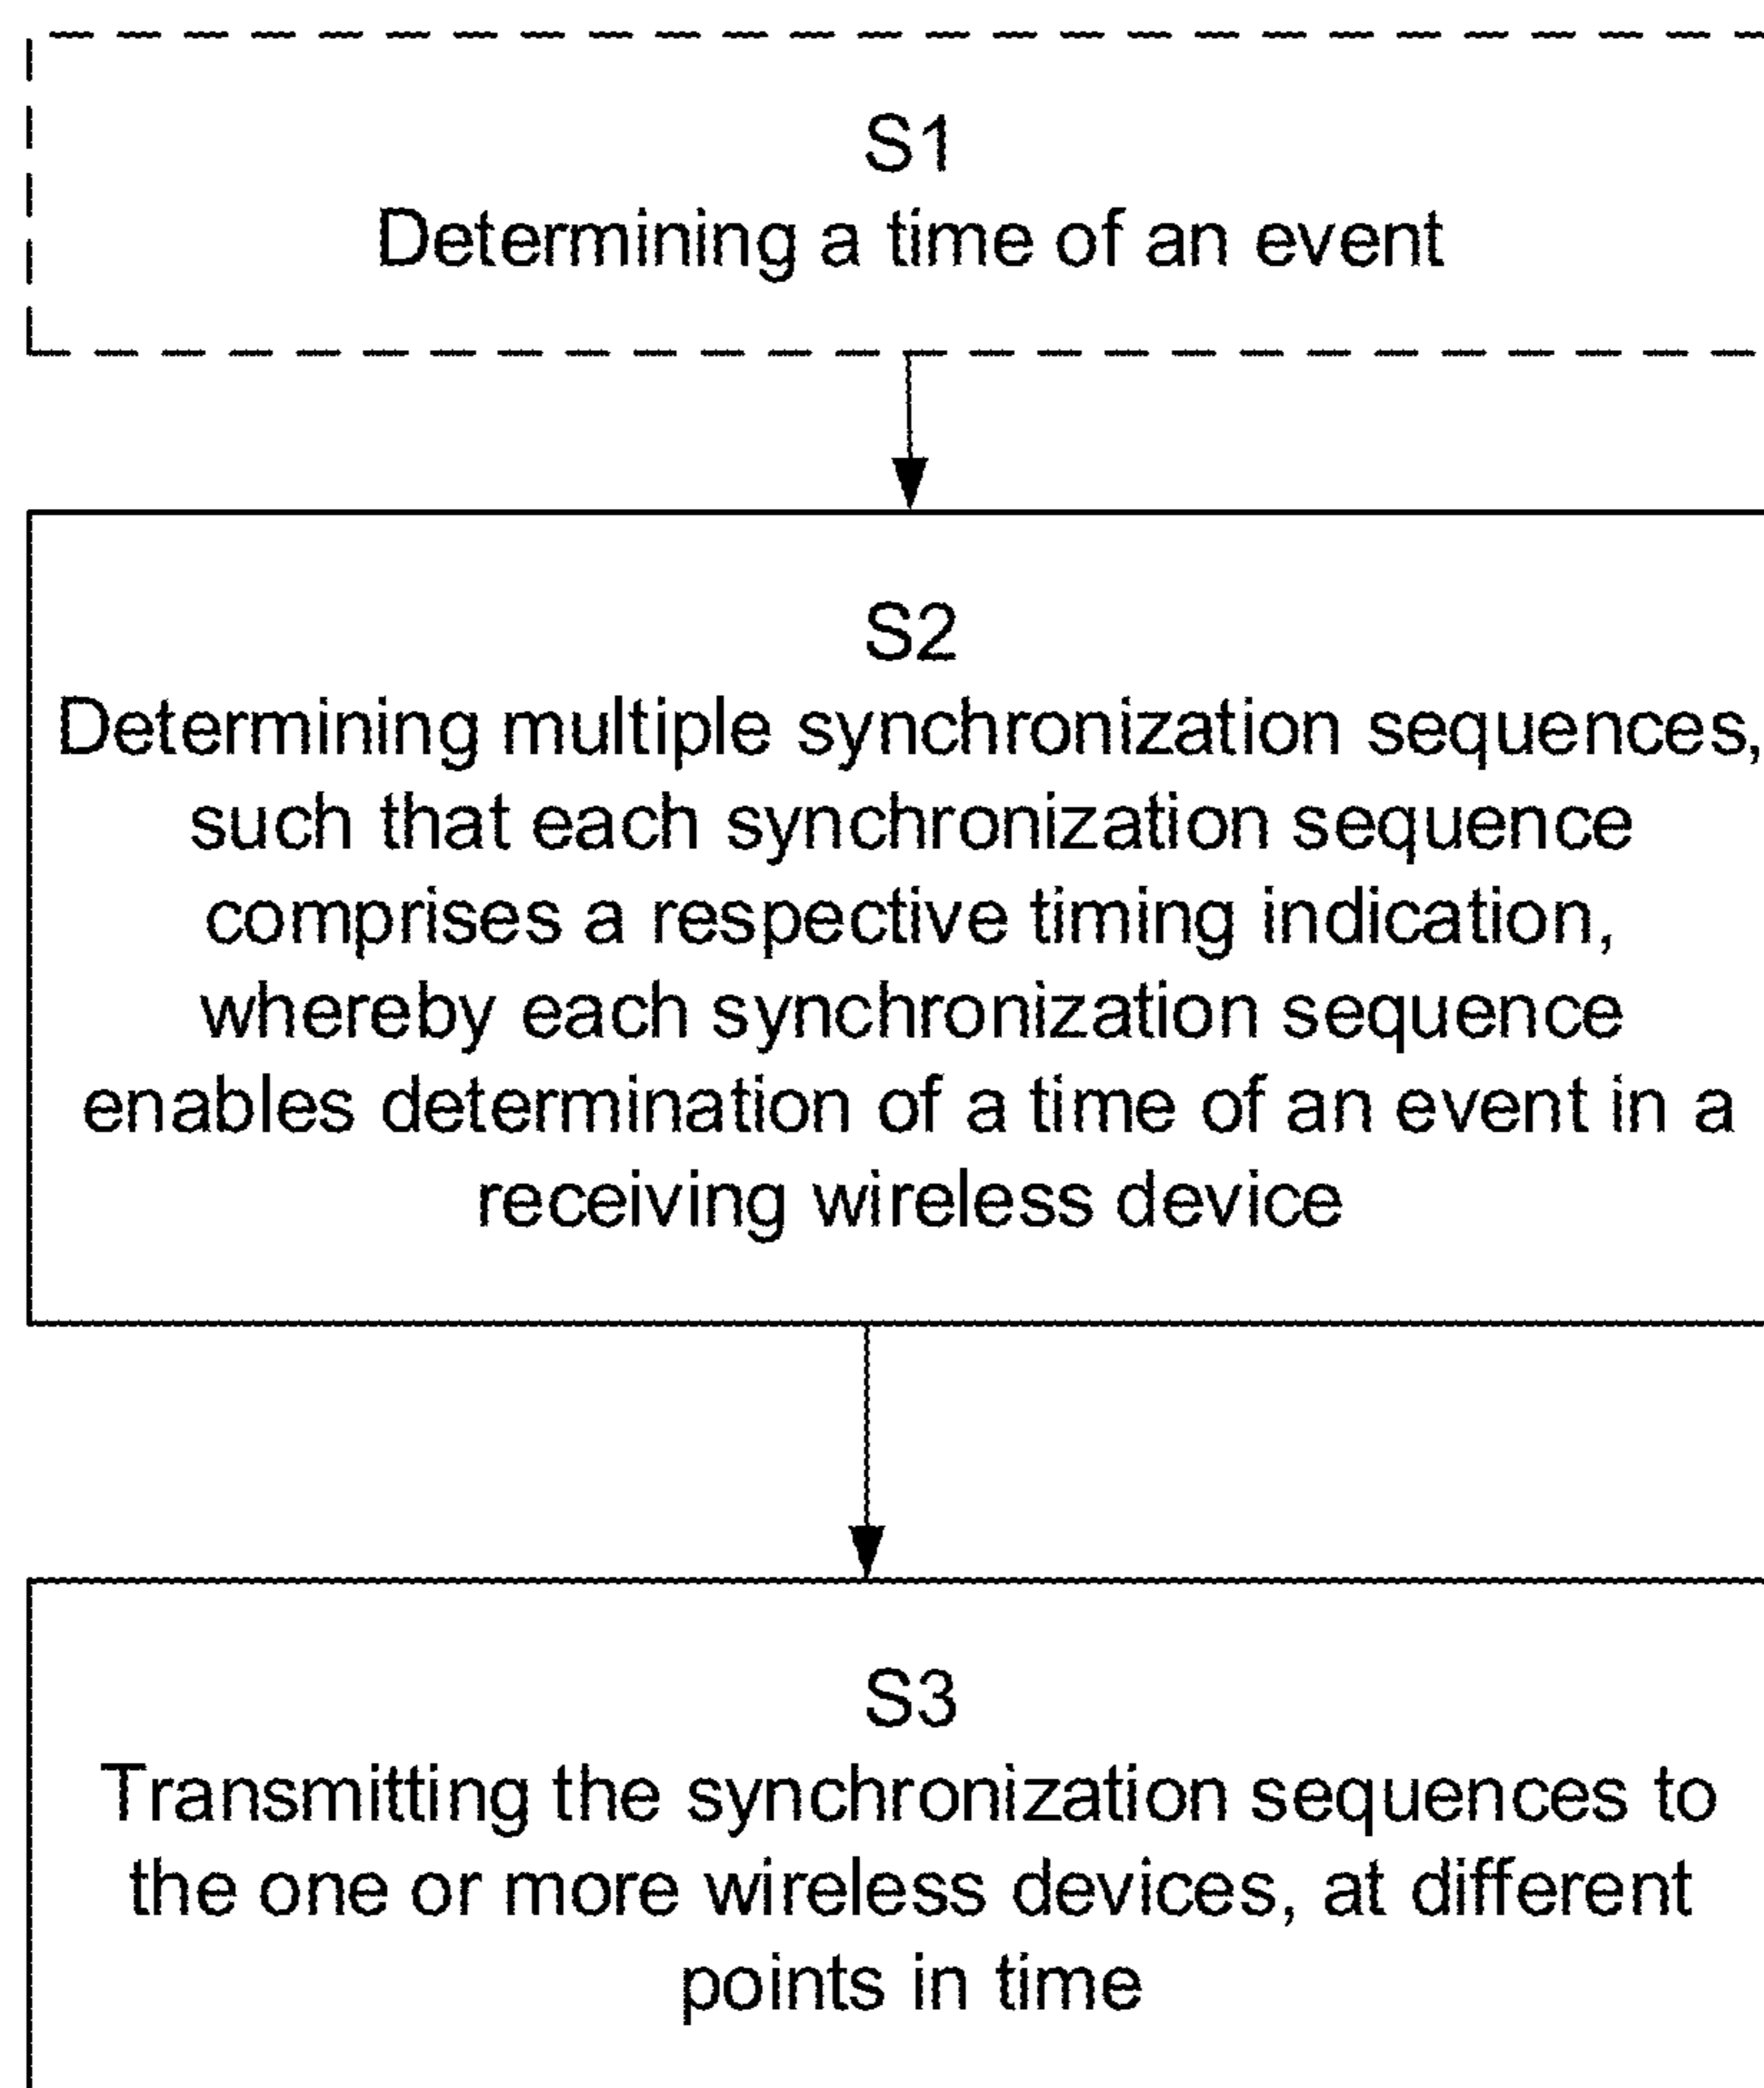 S1
Determining a time of an event
S2
Determining multiple synchronization sequences,
such that each synchronization sequence
comprises a respective timing indication,
whereby each synchronization sequence
enables determination of a time of an event in a
receiving wireless device
S3
Transmitting the synchronization sequences to
the one or more wireless devices, at different
points in time